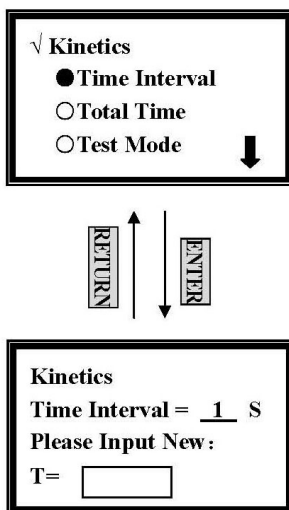 √ Kinetics
●Time Interval
○Total Time
○Test Mode
RETURN
ENTER
Kinetics
Time Interval = 1 S
Please Input New:
T=